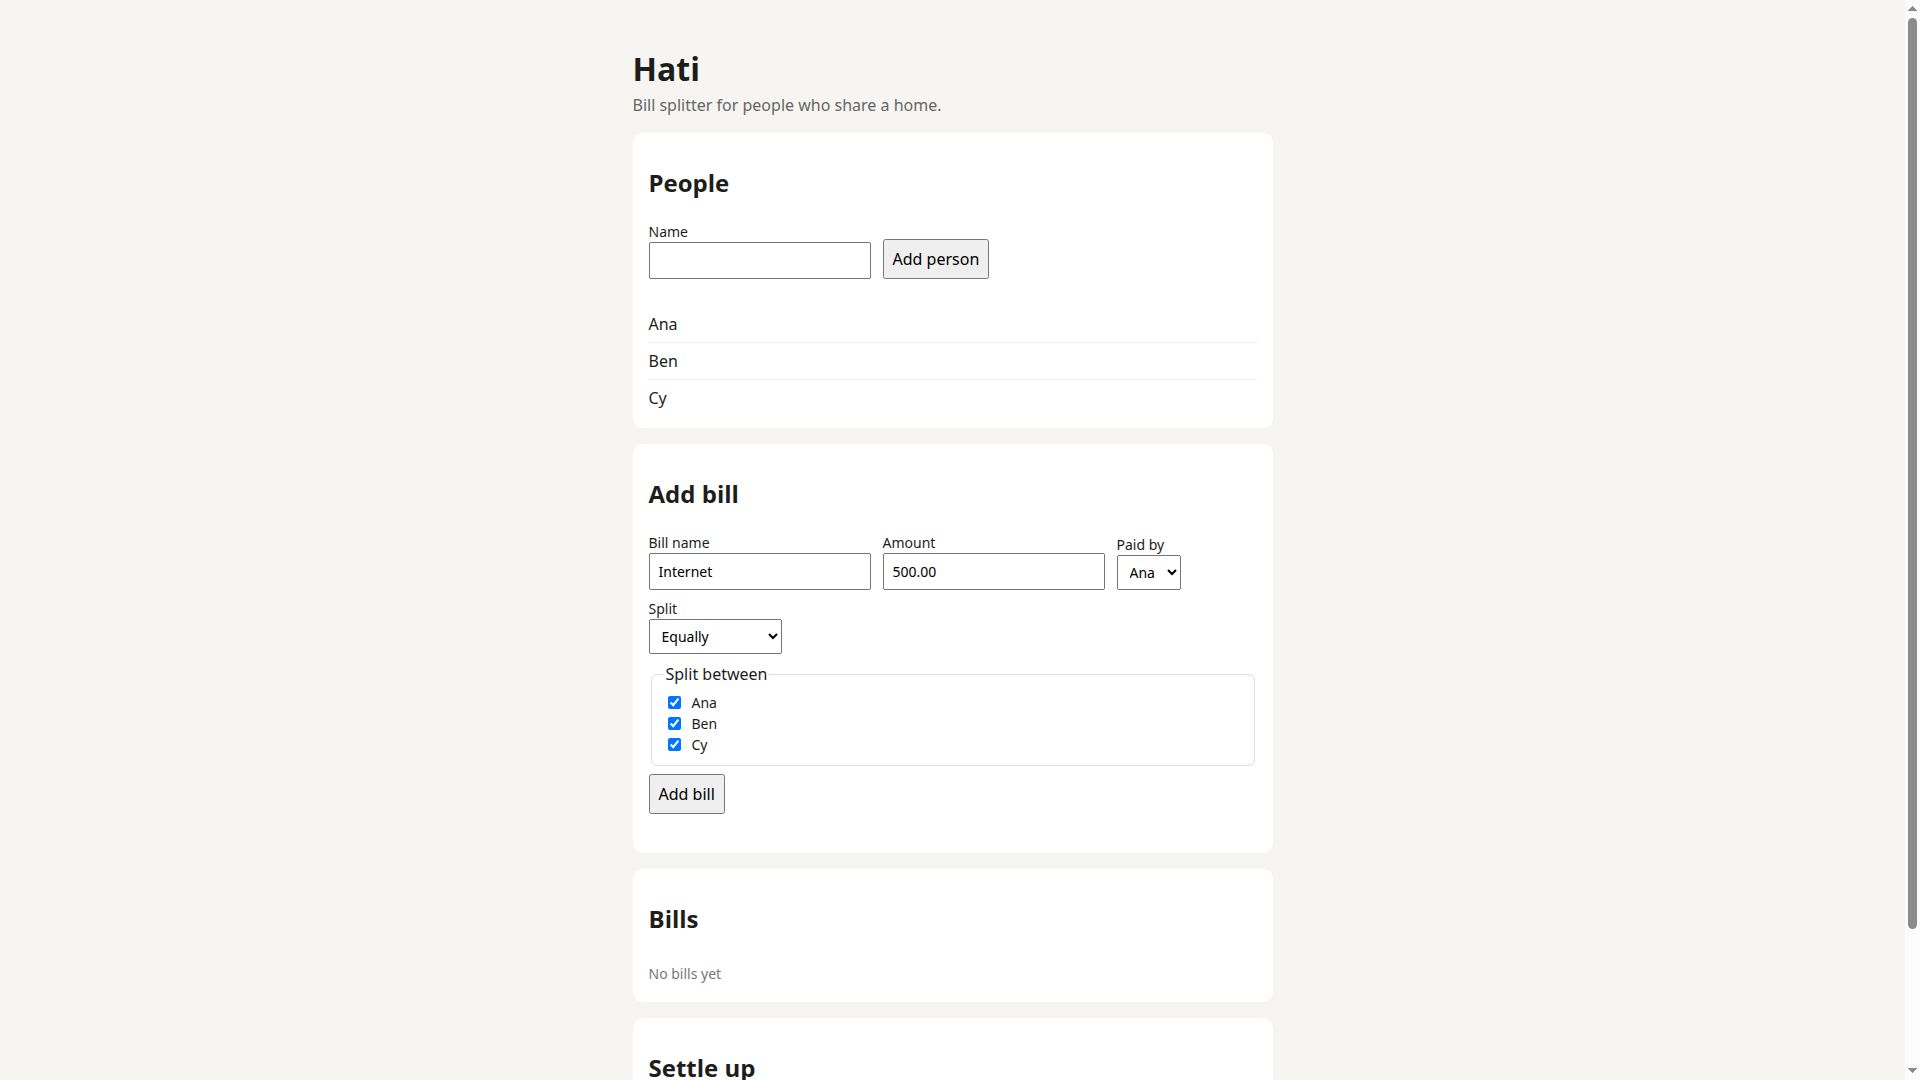 Hati
Bill splitter for people who share a home.
People
Name
Add person
Ana
Ben
Cy
Add bill
Bill name Amount Paid by
Internet 500.00 Ana
Split
Equally
Split between
Ana
Ben
Cy
Add bill
Bills
No bills yet
Settle up